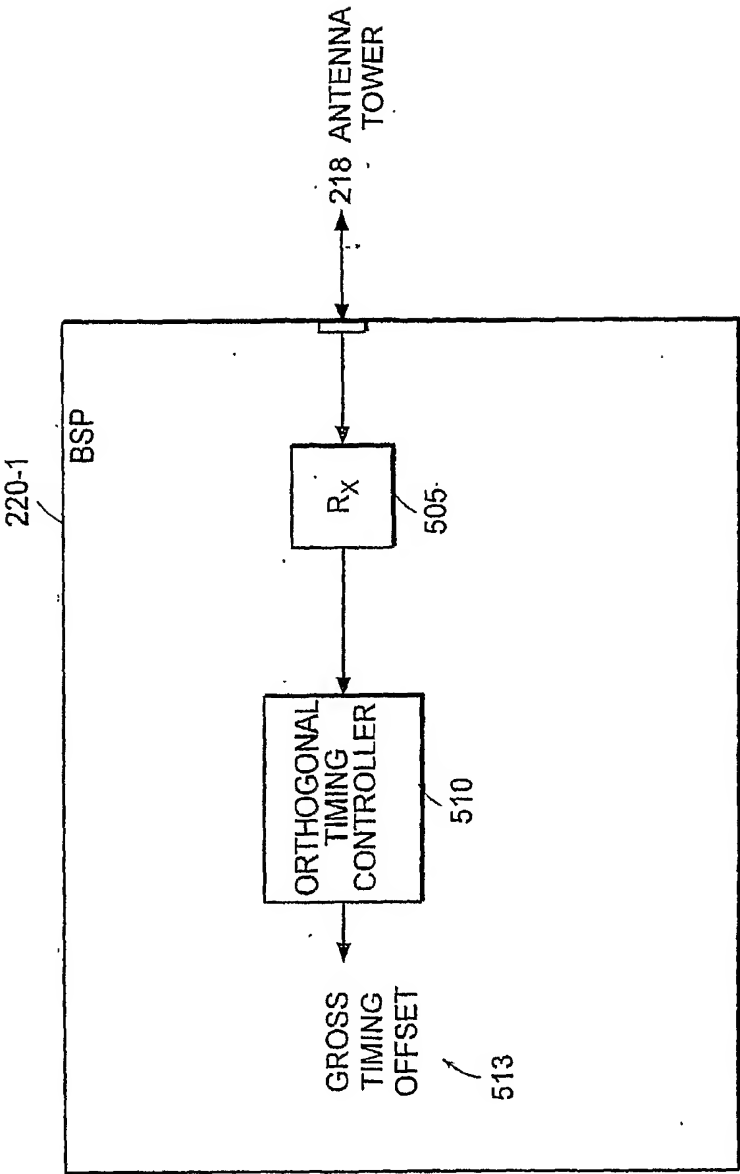 220-1
BSP
218 ANTENNA
TOWER
RX
505
ORTHOGONAL
TIMING
CONTROLLER
510
GROSS
TIMING
OFFSET
513